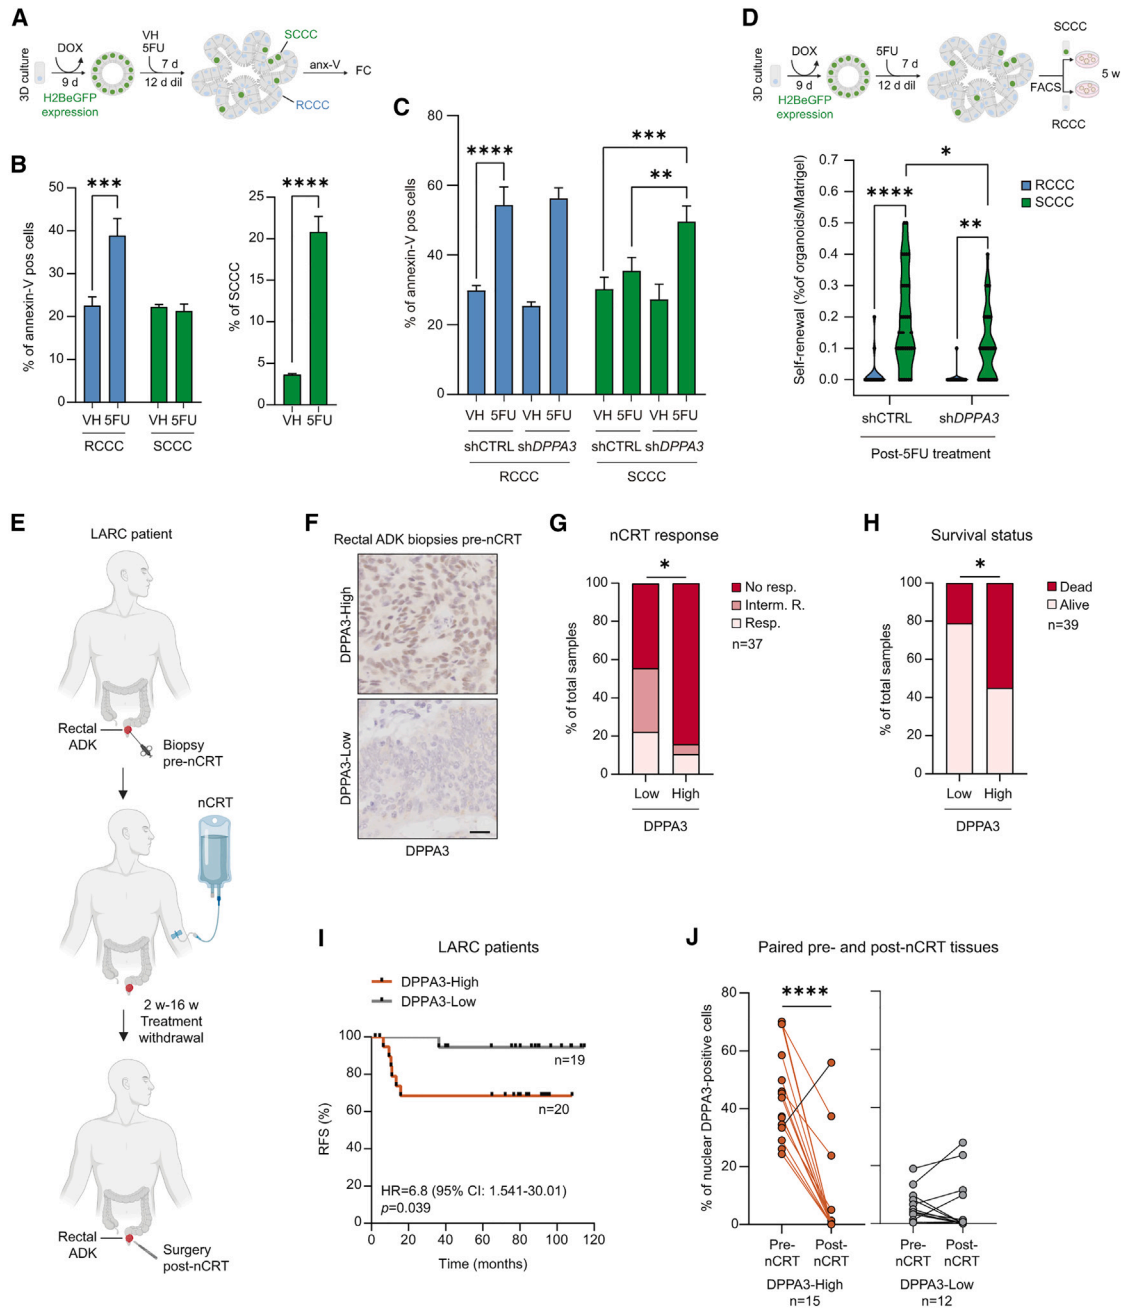 A
3D culture
DOX
9 d
H2BeGFP
expression
VH
5FU
7 d
12 d dil
SCCC
RCCC
anx-V
FC
B
% of annexin-V pos cells
50
40
30
20
10
0
***
VH 5FU VH 5FU
RCCC SCCC
% of SCCC
25
20
15
10
5
0
****
VH 5FU
C
% of annexin-V pos cells
80
60
40
20
0
****
***
**
VH 5FU VH 5FU VH 5FU VH 5FU
shCTRL shDPPA3 shCTRL shDPPA3
RCCC SCCC
D
3D culture
DOX
9 d
H2BeGFP
expression
5FU
7 d
12 d dil
FACS
SCCC
RCCC
5 w
Self-renewal (%of organoids/Matrigel)
0.7
0.6
0.5
0.4
0.3
0.2
0.1
0.0
****
*
**
RCCC
SCCC
shCTRL shDPPA3
Post-5FU treatment
E
LARC patient
Rectal
ADK
Biopsy
pre-nCRT
nCRT
2 w-16 w
Treatment
withdrawal
Rectal
ADK
Surgery
post-nCRT
F
Rectal ADK biopsies pre-nCRT
DPPA3-High
DPPA3-Low
DPPA3
G
nCRT response
% of total samples
100
80
60
40
20
0
*
No resp.
Interm. R.
Resp.
n=37
Low High
DPPA3
H
Survival status
% of total samples
100
80
60
40
20
0
*
Dead
Alive
n=39
Low High
DPPA3
I
LARC patients
DPPA3-High
DPPA3-Low
RFS (%)
100
80
60
40
20
0
n=19
n=20
HR=6.8 (95% CI: 1.541-30.01)
p=0.039
0 20 40 60 80 100 120
Time (months)
J
Paired pre- and post-nCRT tissues
% of nuclear DPPA3-positive cells
80
60
40
20
0
****
Pre-
nCRT
Post-
nCRT
DPPA3-High
n=15
Pre-
nCRT
Post-
nCRT
DPPA3-Low
n=12